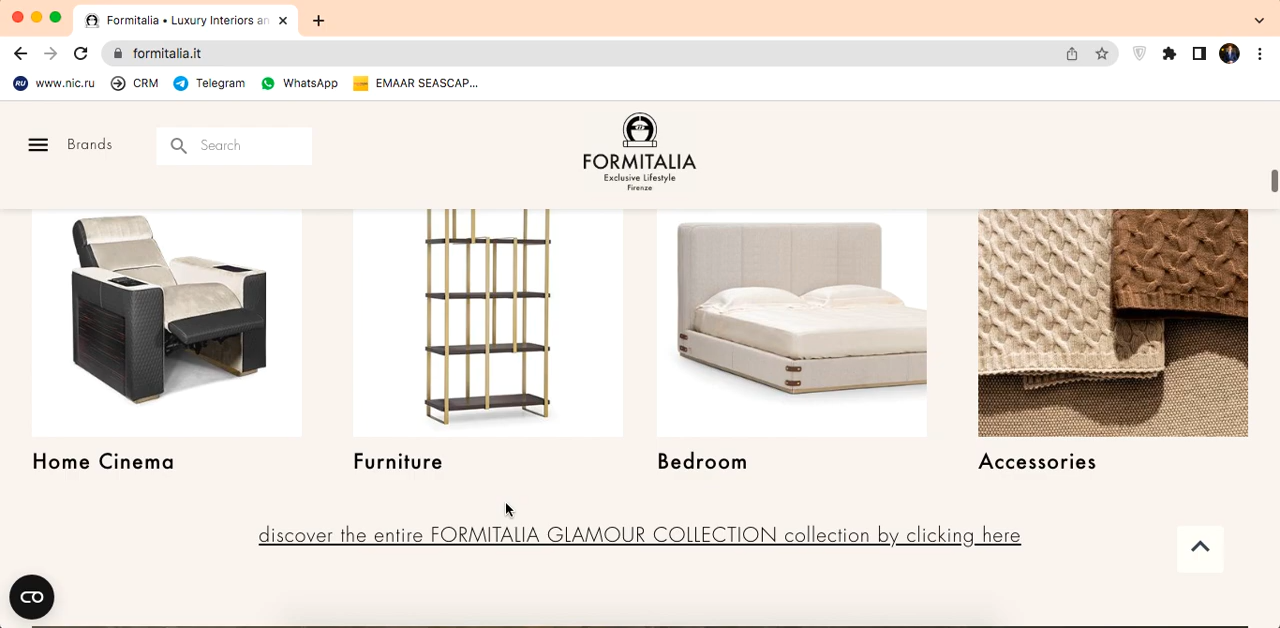 Formitalia • Luxury Interiors an
formitalia.it
RU www.nic.ru CRM Telegram WhatsApp EMAAR SEASCAP...
Brands
Search
FORMITALIA
Exclusive Lifestyle
Firenze
Home Cinema
Furniture
Bedroom
Accessories
discover the entire FORMITALIA GLAMOUR COLLECTION collection by clicking here